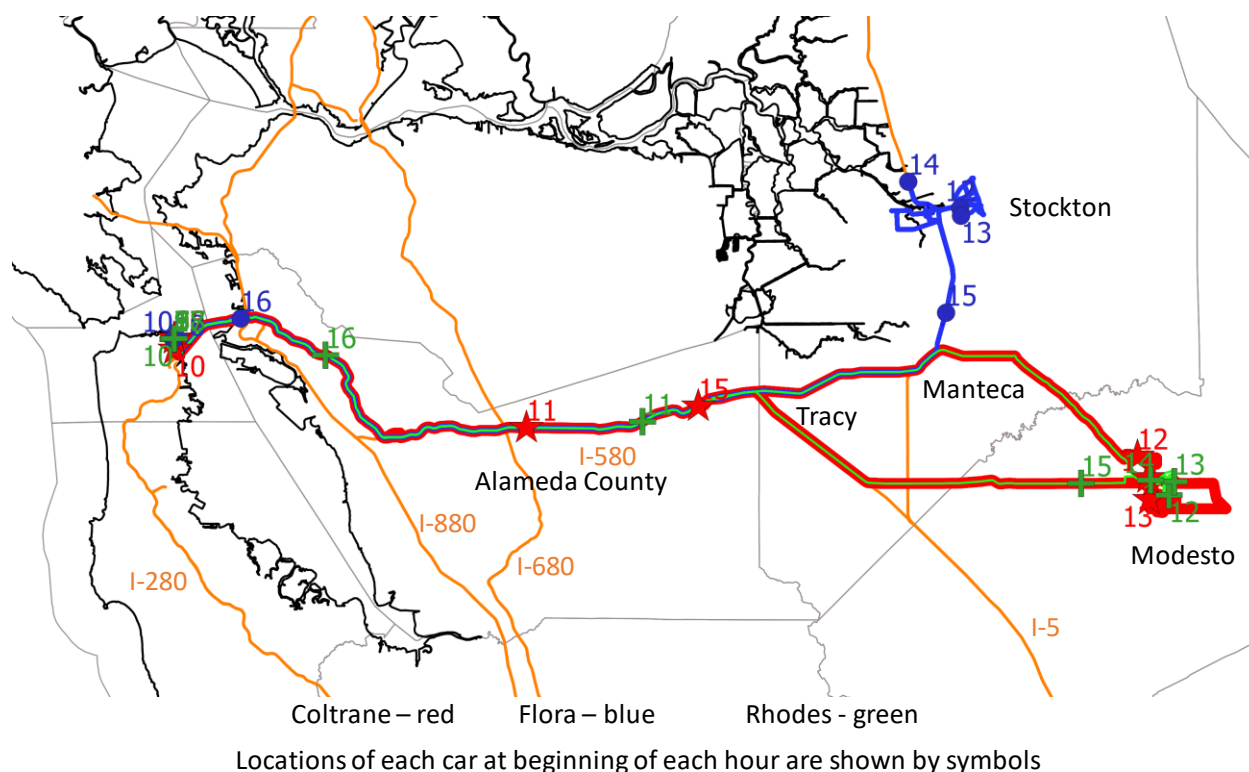 14
12
Stockton
13
15
10
16
16
10
10
Manteca
15
11
Tracy
11
12
I-580
Alameda County
15
14
13
13
12
I-880
Modesto
I-280
I-680
I-5
Coltrane – red Flora – blue Rhodes - green
Locations of each car at beginning of each hour are shown by symbols